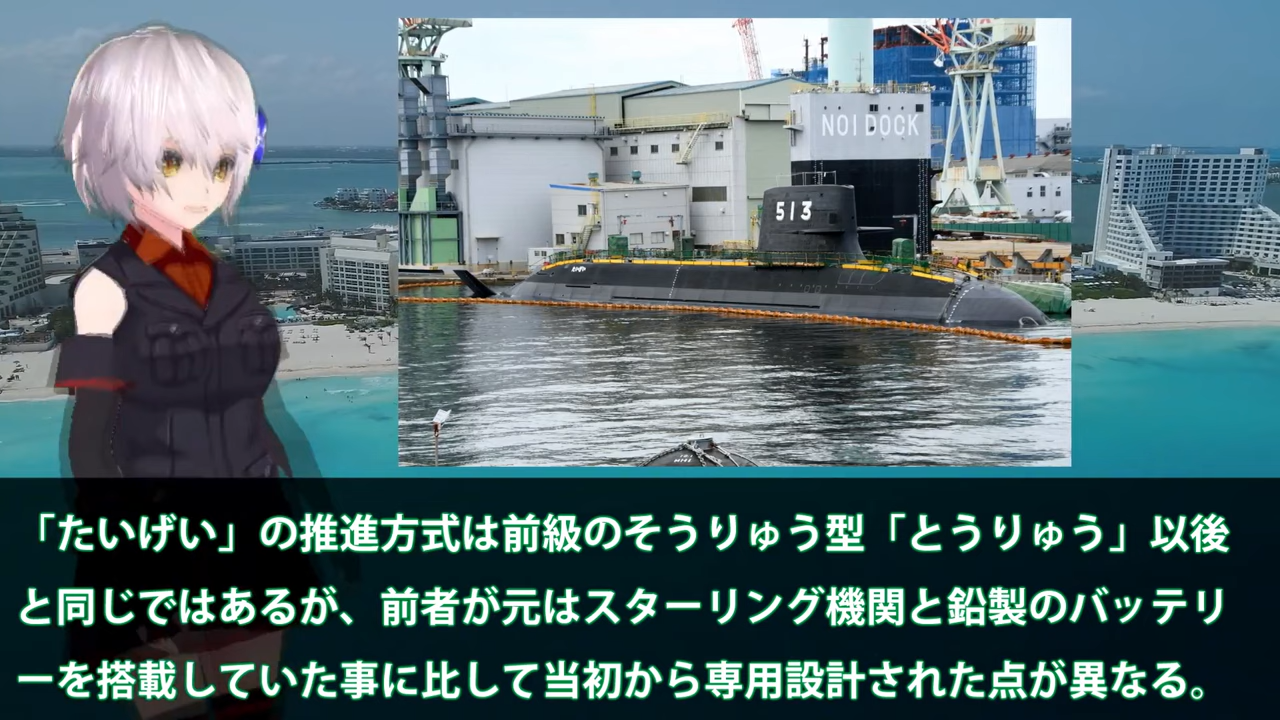 NOI DOCK
513
たいげい
「たいげい」の推進方式は前級のそうりゅう型「とうりゅう」以後
と同じではあるが、前者が元はスターリング機関と鉛製のバッテリ
ーを搭載していた事に比して当初から専用設計された点が異なる。